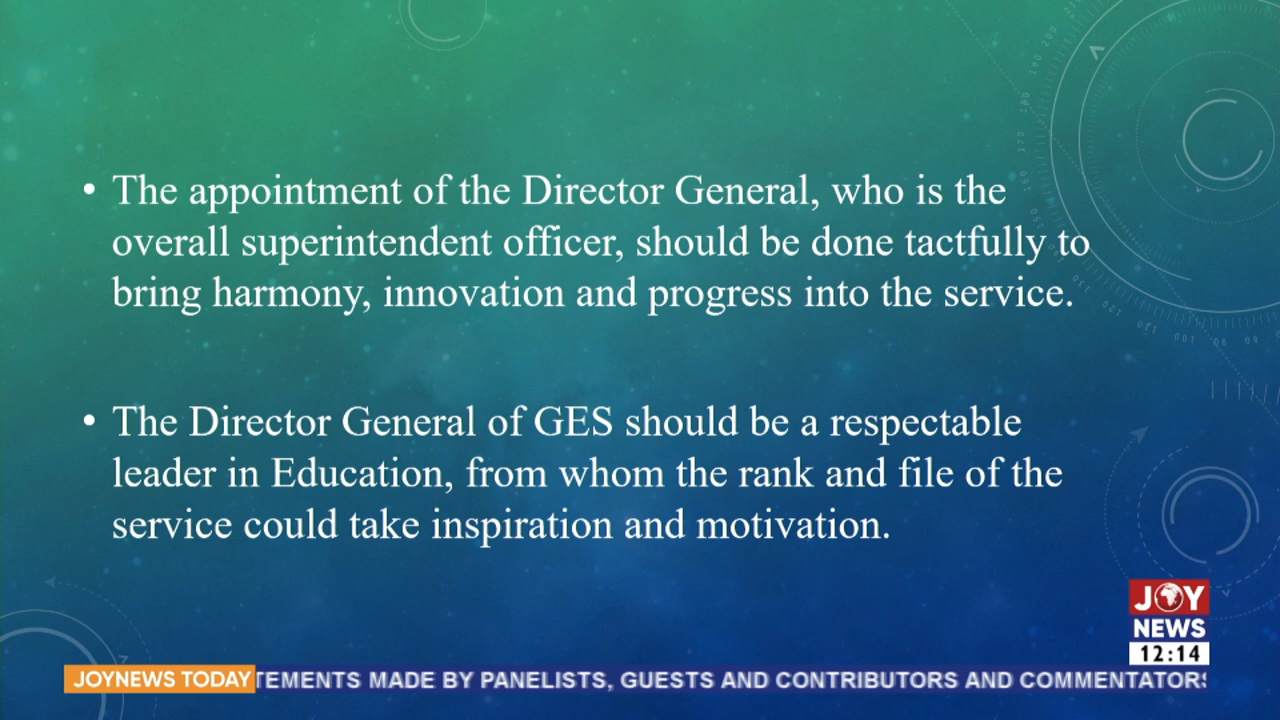 • The appointment of the Director General, who is the
overall superintendent officer, should be done tactfully to
bring harmony, innovation and progress into the service.
• The Director General of GES should be a respectable
leader in Education, from whom the rank and file of the
service could take inspiration and motivation.
JOY
NEWS
12:14
JOYNEWS TODAY TEMENTS MADE BY PANELISTS, GUESTS AND CONTRIBUTORS AND COMMENTATORS